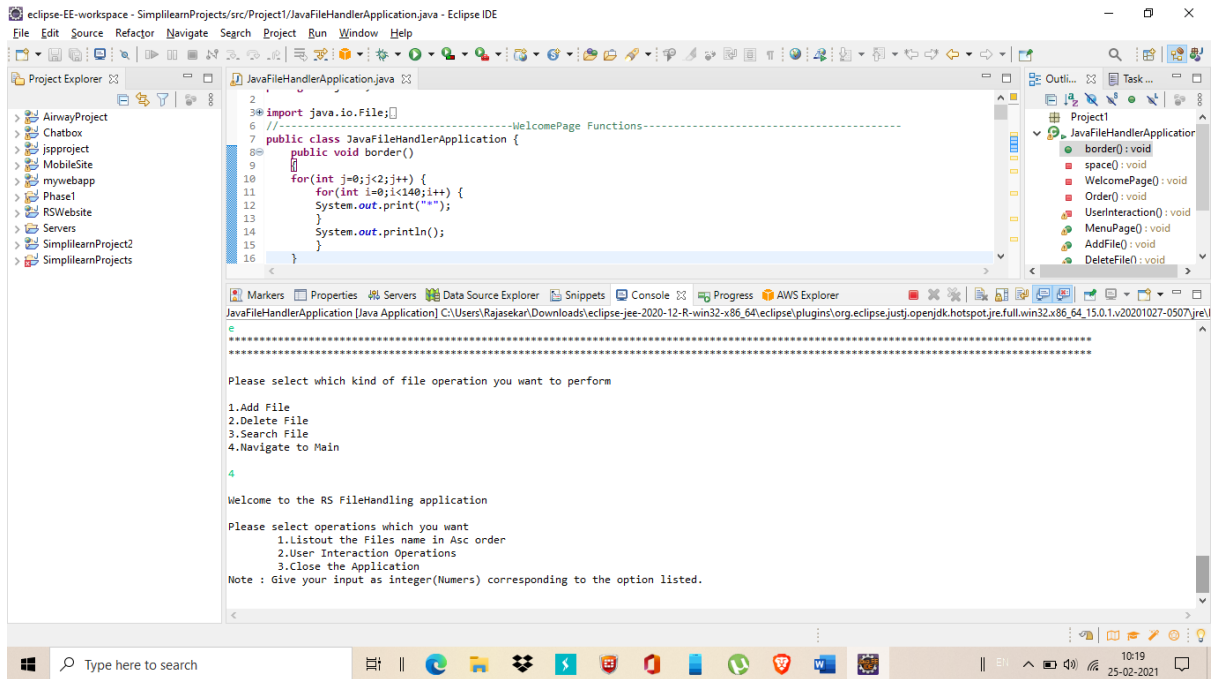 eclipse-EE-workspace - SimplilearnProjects/src/Project1/JavaFileHandlerApplication.java - Eclipse IDE
File Edit Source Refactor Navigate Search Project Run Window Help
Project Explorer
AirwayProject
Chatbox
jspproject
MobileSite
mywebapp
Phase1
RSWebsite
Servers
SimplilearnProject2
SimplilearnProjects
JavaFileHandlerApplication.java
2
3 import java.io.File;
6 //-----------------------------------WelcomePage Functions---------------------------------------
7 public class JavaFileHandlerApplication {
8 public void border()
9 {
10 for(int j=0;j<2;j++) {
11 for(int i=0;i<140;i++) {
12 System.out.print("*");
13 }
14 System.out.println();
15 }
16 }
Outli... Task ...
Project1
JavaFileHandlerApplication
border() : void
space() : void
WelcomePage() : void
Order() : void
UserInteraction() : void
MenuPage() : void
AddFile() : void
DeleteFile() : void
Markers Properties Servers Data Source Explorer Snippets Console Progress AWS Explorer
JavaFileHandlerApplication [Java Application] C:\Users\Rajasekar\Downloads\eclipse-jee-2020-12-R-win32-x86_64\eclipse\plugins\org.eclipse.justj.openjdk.hotspot.jre.full.win32.x86_64_15.0.1.v20201027-0507\jre\
e
********************************************************************************************************************************************
********************************************************************************************************************************************
Please select which kind of file operation you want to perform
1.Add File
2.Delete File
3.Search File
4.Navigate to Main
4
Welcome to the RS FileHandling application
Please select operations which you want
1.Listout the Files name in Asc order
2.User Interaction Operations
3.Close the Application
Note : Give your input as integer(Numers) corresponding to the option listed.
Type here to search
EN
10:19
25-02-2021